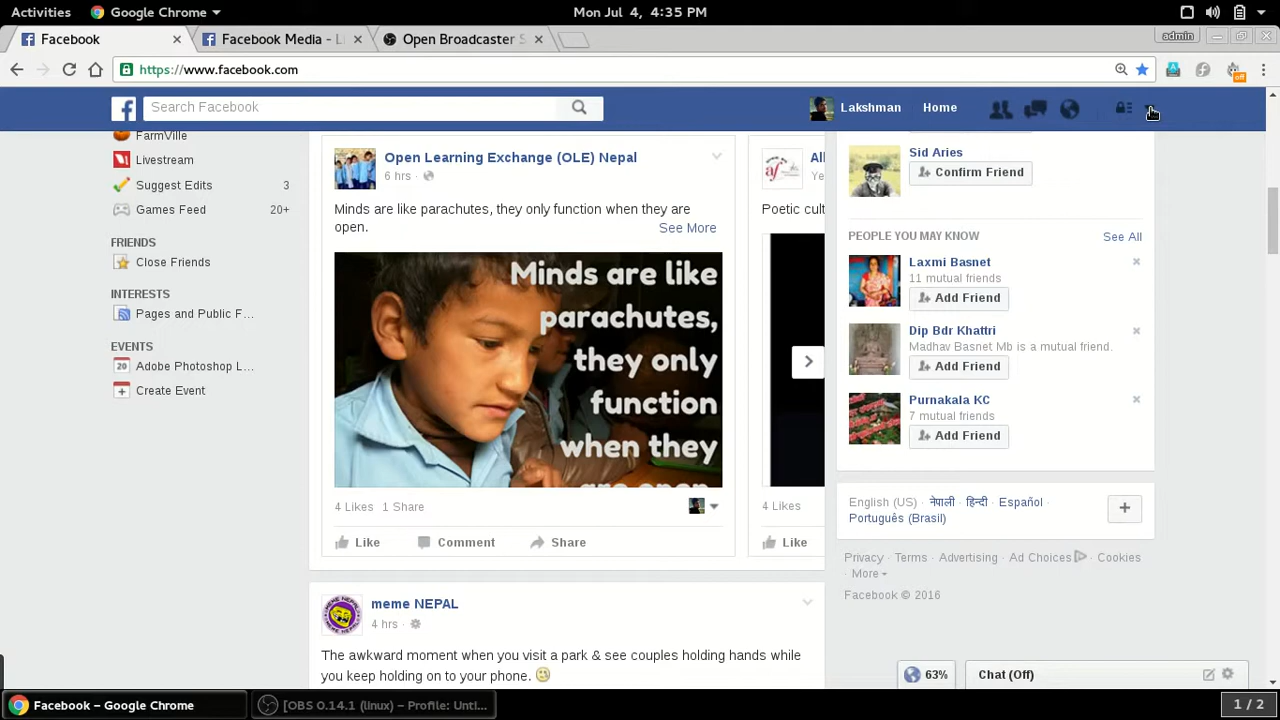 Activities Google Chrome Mon Jul 4, 4:35 PM
Facebook Facebook Media - Li Open Broadcaster S admin
https://www.facebook.com off
Search Facebook Lakshman Home
FarmVille
Livestream
Suggest Edits 3
Games Feed 20+
FRIENDS
Close Friends
INTERESTS
Pages and Public F...
EVENTS
20 Adobe Photoshop L...
Create Event
Open Learning Exchange (OLE) Nepal
6 hrs ·
Minds are like parachutes, they only function when they are
open. See More
Minds are like
parachutes,
they only
function
when they
are open.
4 Likes 1 Share
Like Comment Share
All
Ye
Poetic cult
4 Likes
Like
meme NEPAL
4 hrs ·
The awkward moment when you visit a park & see couples holding hands while
you keep holding on to your phone.
Sid Aries
Confirm Friend
PEOPLE YOU MAY KNOW See All
Laxmi Basnet
11 mutual friends
Add Friend
Dip Bdr Khattri
Madhav Basnet Mb is a mutual friend.
Add Friend
Purnakala KC
7 mutual friends
Add Friend
English (US) · नेपाली · हिन्दी · Español ·
Português (Brasil)
Privacy · Terms · Advertising · Ad Choices · Cookies
· More
Facebook © 2016
63% Chat (Off)
Facebook – Google Chrome [OBS 0.14.1 (linux) – Profile: Unti... 1 / 2